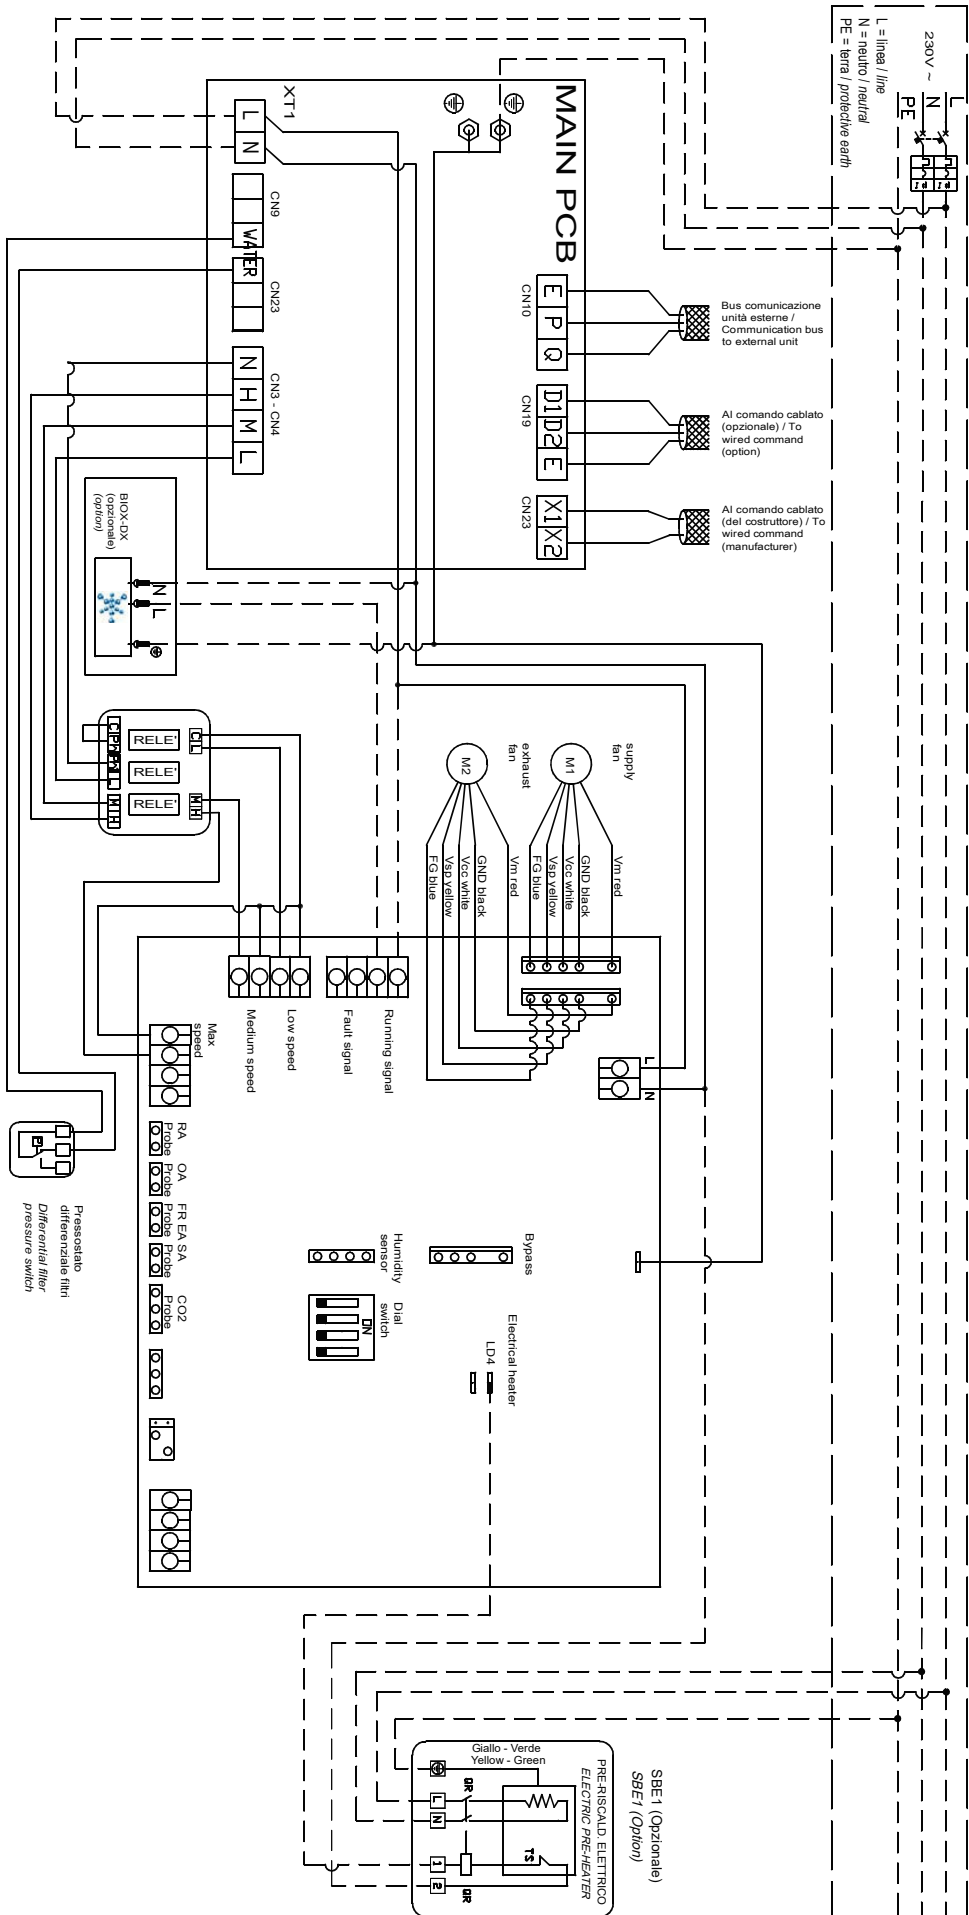 L = linea / line
N = neutro / neutral
PE = terra / protective earth
230V ~
L
N
PE
MAIN PCB
XT1
L
N
CN9
WATER
CN23
CN3 - CN4
N
H
M
L
CN10
E
P
Q
CN19
D1
D2
E
CN23
X1
X2
Bus comunicazione
unità esterne /
Communication bus
to external unit
Al comando cablato
(opzionale) / To
wired command
(option)
Al comando cablato
(del costruttore) / To
wired command
(manufacturer)
BIOX-DX
(opzionale)
(option)
N
L
RELE'
RELE'
RELE'
C
L
M
H
M
H
supply
fan
M1
exhaust
fan
M2
Vm red
GND black
Vcc white
Vsp yellow
FG blue
Vm red
GND black
Vcc white
Vsp yellow
FG blue
L
N
Running signal
Fault signal
Low speed
Medium speed
Max
speed
RA
Probe
OA
Probe
FR EA SA
Probe
Probe
CO2
Probe
Bypass
Humidity
sensor
Dial
switch
ON
Electrical heater
LD4
P
Pressostato
differenziale filtri
Differential filter
pressure switch
SBE1 (Opzionale)
SBE1 (Option)
PRE-RISCALD. ELETTRICO
ELECTRIC PRE-HEATER
Giallo - Verde
Yellow - Green
L
N
QR
1
2
TS
QR